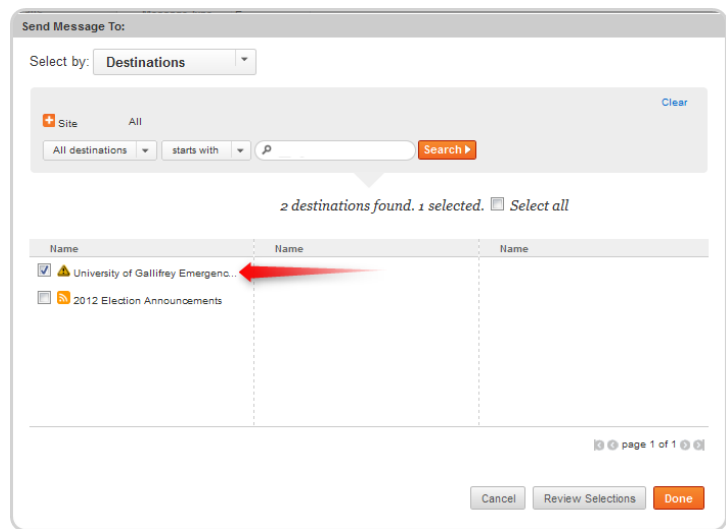 Send Message To:
Select by: Destinations
Clear
Site All
All destinations starts with Search
2 destinations found. 1 selected. Select all
Name Name Name
University of Gallifrey Emergenc...
2012 Election Announcements
page 1 of 1
Cancel Review Selections Done